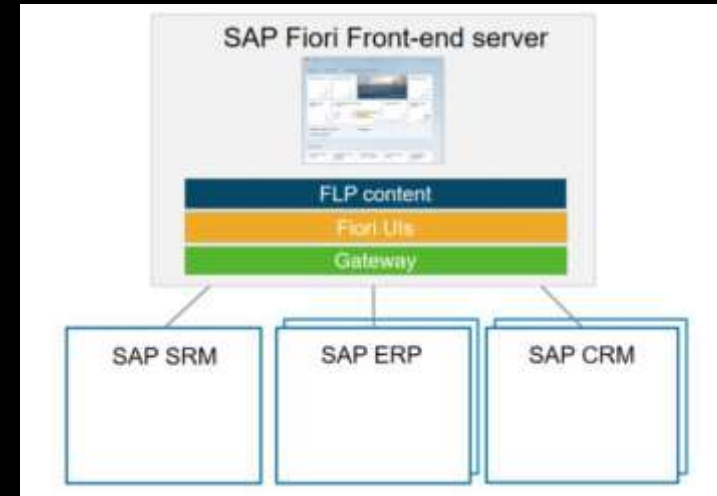 SAP Fiori Front-end server
FLP content
Fiori UIs
Gateway
SAP SRM
SAP ERP
SAP CRM